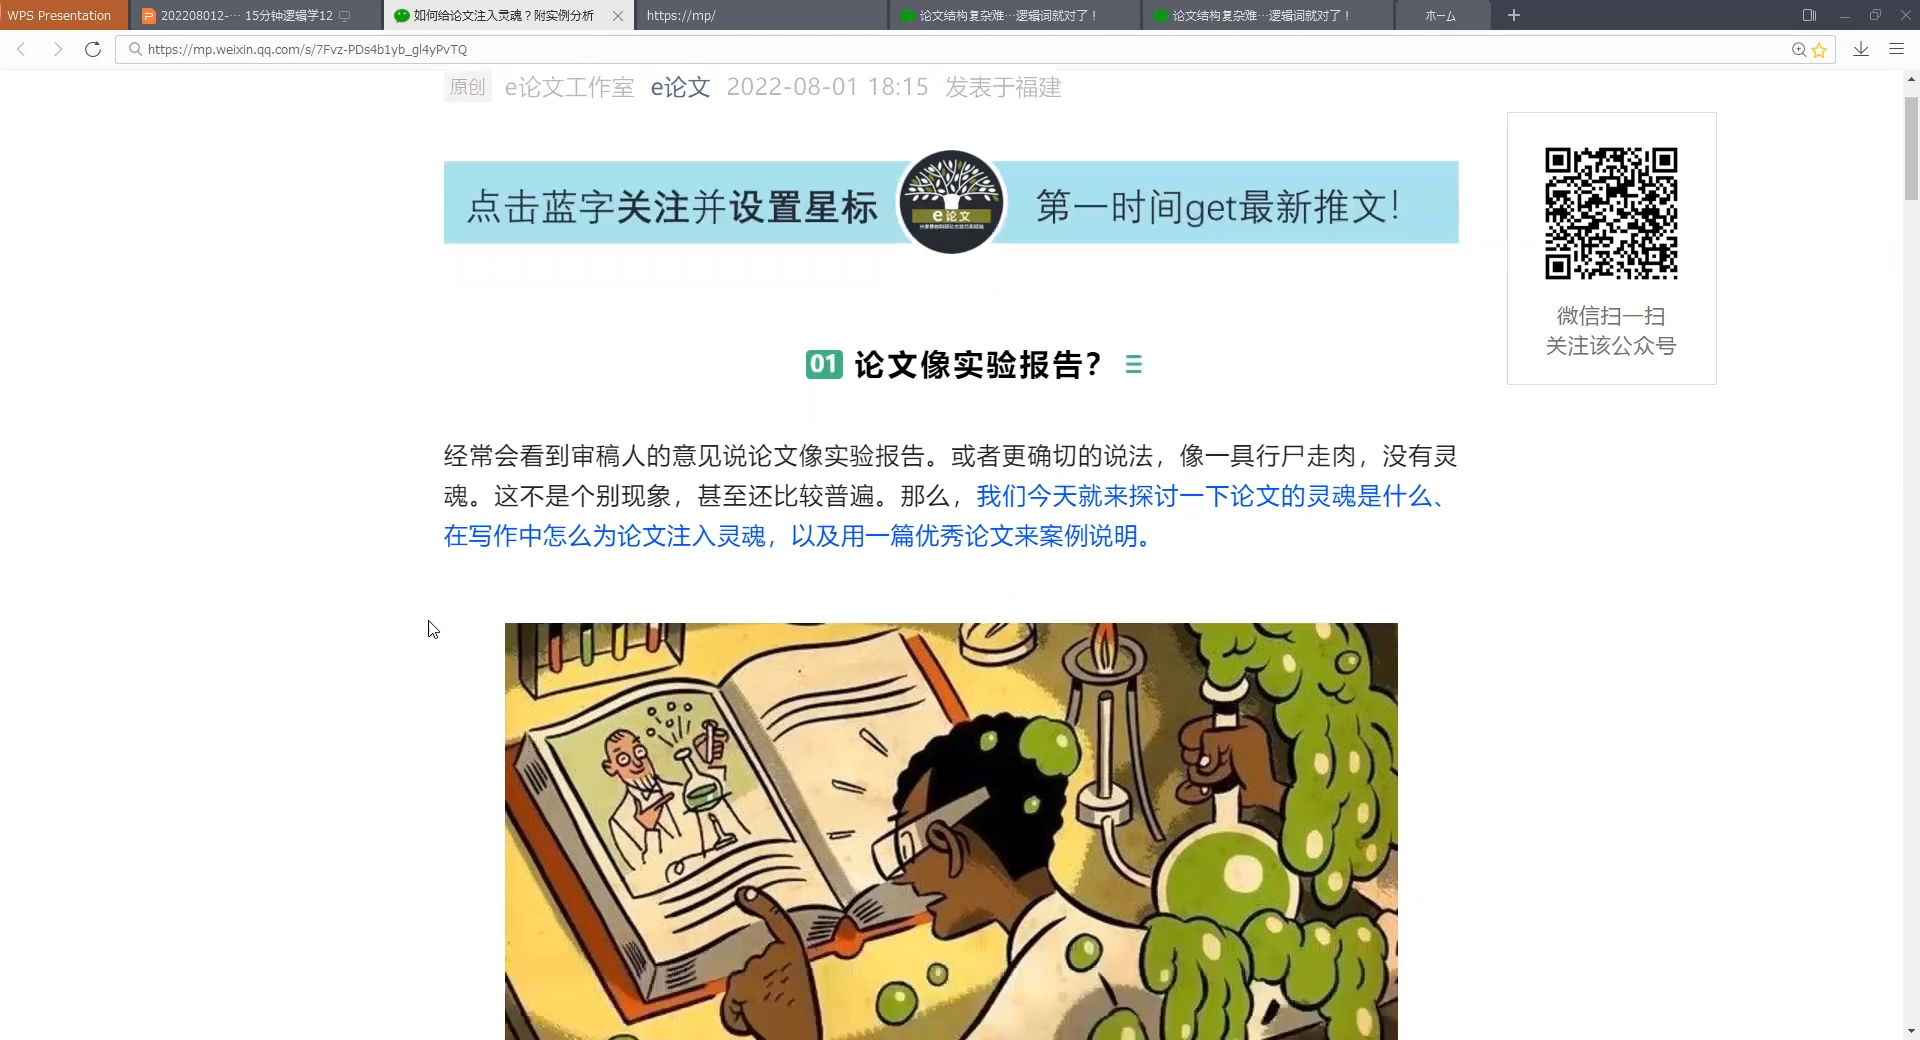 WPS Presentation
202208012-··· 15分钟逻辑学12
如何给论文注入灵魂？附实例分析
https://mp/
论文结构复杂难···逻辑词就对了！
论文结构复杂难···逻辑词就对了！
ホーム
https://mp.weixin.qq.com/s/7Fvz-PDs4b1yb_gl4yPvTQ
原创 e论文工作室 e论文 2022-08-01 18:15 发表于福建
点击蓝字关注并设置星标
e论文
第一时间get最新推文！
微信扫一扫
关注该公众号
01 论文像实验报告？
经常会看到审稿人的意见说论文像实验报告。或者更确切的说法，像一具行尸走肉，没有灵
魂。这不是个别现象，甚至还比较普遍。那么，我们今天就来探讨一下论文的灵魂是什么、
在写作中怎么为论文注入灵魂，以及用一篇优秀论文来案例说明。